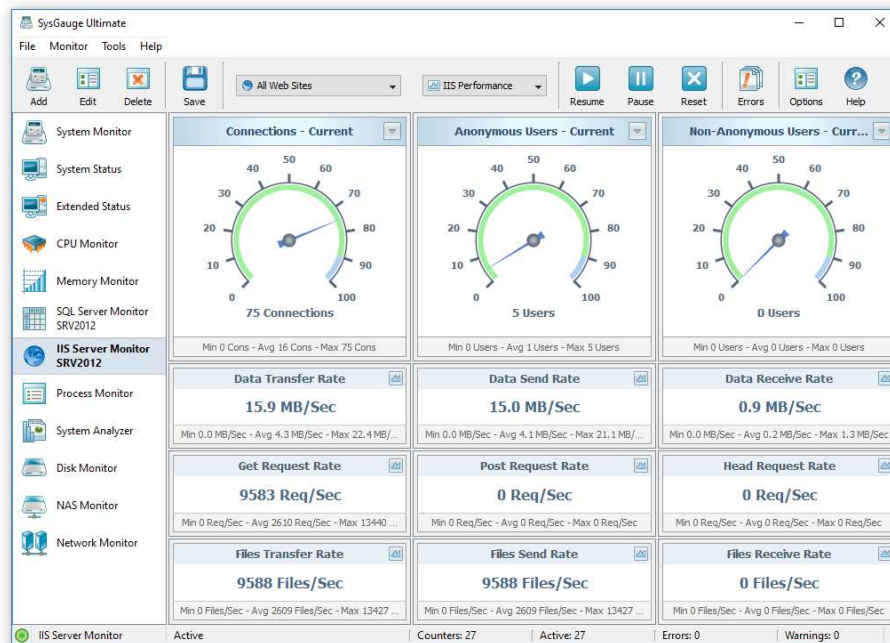 SysGauge Ultimate
File Monitor Tools Help
Add Edit Delete Save All Web Sites IIS Performance Resume Pause Reset Errors Options Help
System Monitor
System Status
Extended Status
CPU Monitor
Memory Monitor
SQL Server Monitor
SRV2012
IIS Server Monitor
SRV2012
Process Monitor
System Analyzer
Disk Monitor
NAS Monitor
Network Monitor
Connections - Current
0 10 20 30 40 50 60 70 80 90 100
75 Connections
Min 0 Cons - Avg 16 Cons - Max 75 Cons
Anonymous Users - Current
0 10 20 30 40 50 60 70 80 90 100
5 Users
Min 0 Users - Avg 1 Users - Max 5 Users
Non-Anonymous Users - Curr...
0 10 20 30 40 50 60 70 80 90 100
0 Users
Min 0 Users - Avg 0 Users - Max 0 Users
Data Transfer Rate
15.9 MB/Sec
Min 0.0 MB/Sec - Avg 4.3 MB/Sec - Max 22.4 MB/...
Data Send Rate
15.0 MB/Sec
Min 0.0 MB/Sec - Avg 4.1 MB/Sec - Max 21.1 MB/...
Data Receive Rate
0.9 MB/Sec
Min 0.0 MB/Sec - Avg 0.2 MB/Sec - Max 1.3 MB/Sec
Get Request Rate
9583 Req/Sec
Min 0 Req/Sec - Avg 2610 Req/Sec - Max 13440 ...
Post Request Rate
0 Req/Sec
Min 0 Req/Sec - Avg 0 Req/Sec - Max 0 Req/Sec
Head Request Rate
0 Req/Sec
Min 0 Req/Sec - Avg 0 Req/Sec - Max 0 Req/Sec
Files Transfer Rate
9588 Files/Sec
Min 0 Files/Sec - Avg 2609 Files/Sec - Max 13427 ...
Files Send Rate
9588 Files/Sec
Min 0 Files/Sec - Avg 2609 Files/Sec - Max 13427 ...
Files Receive Rate
0 Files/Sec
Min 0 Files/Sec - Avg 0 Files/Sec - Max 0 Files/Sec
IIS Server Monitor Active Counters: 27 Active: 27 Errors: 0 Warnings: 0